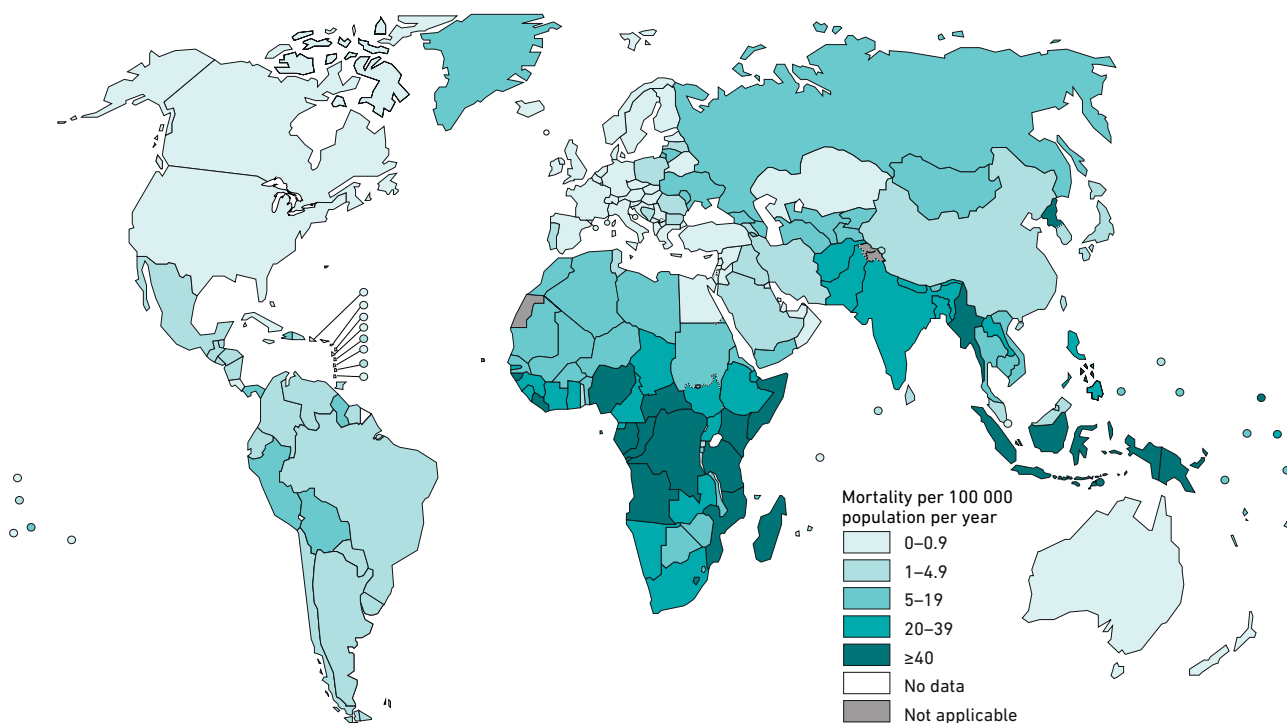 Mortality per 100 000
population per year
0–0.9
1–4.9
5–19
20–39
≥40
No data
Not applicable